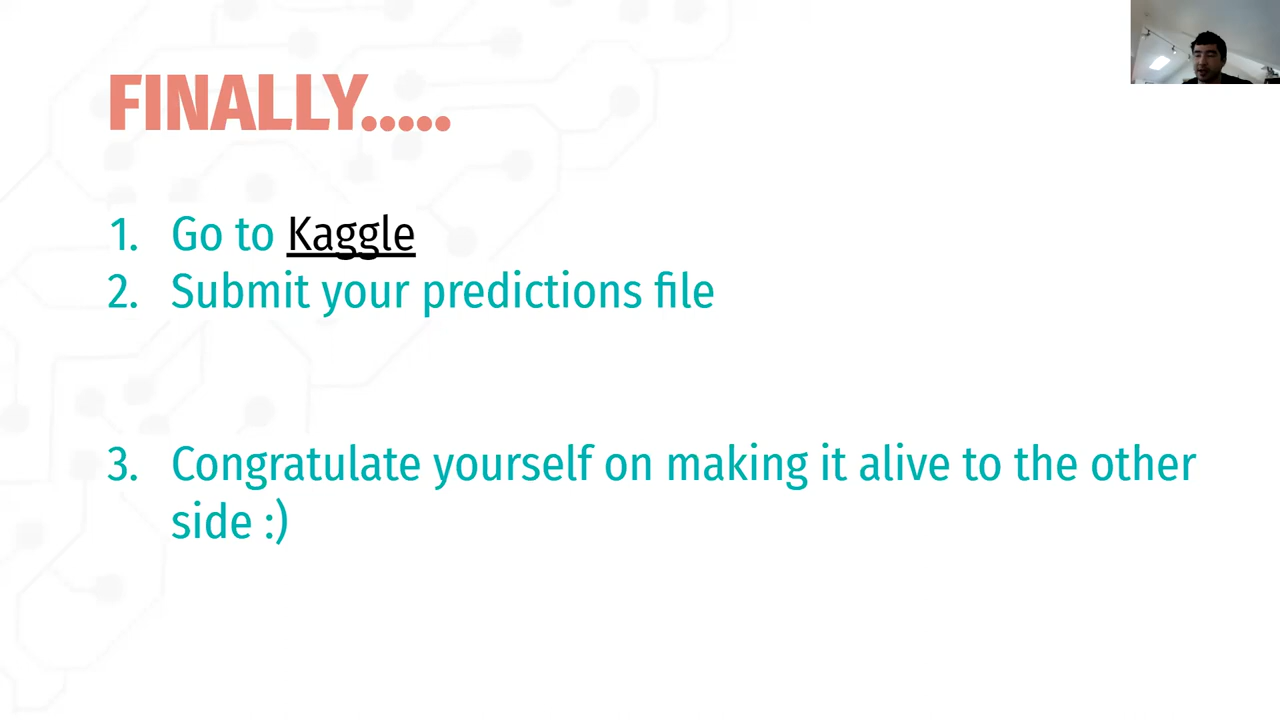 FINALLY.....
1. Go to Kaggle
2. Submit your predictions file
3. Congratulate yourself on making it alive to the other
side :)